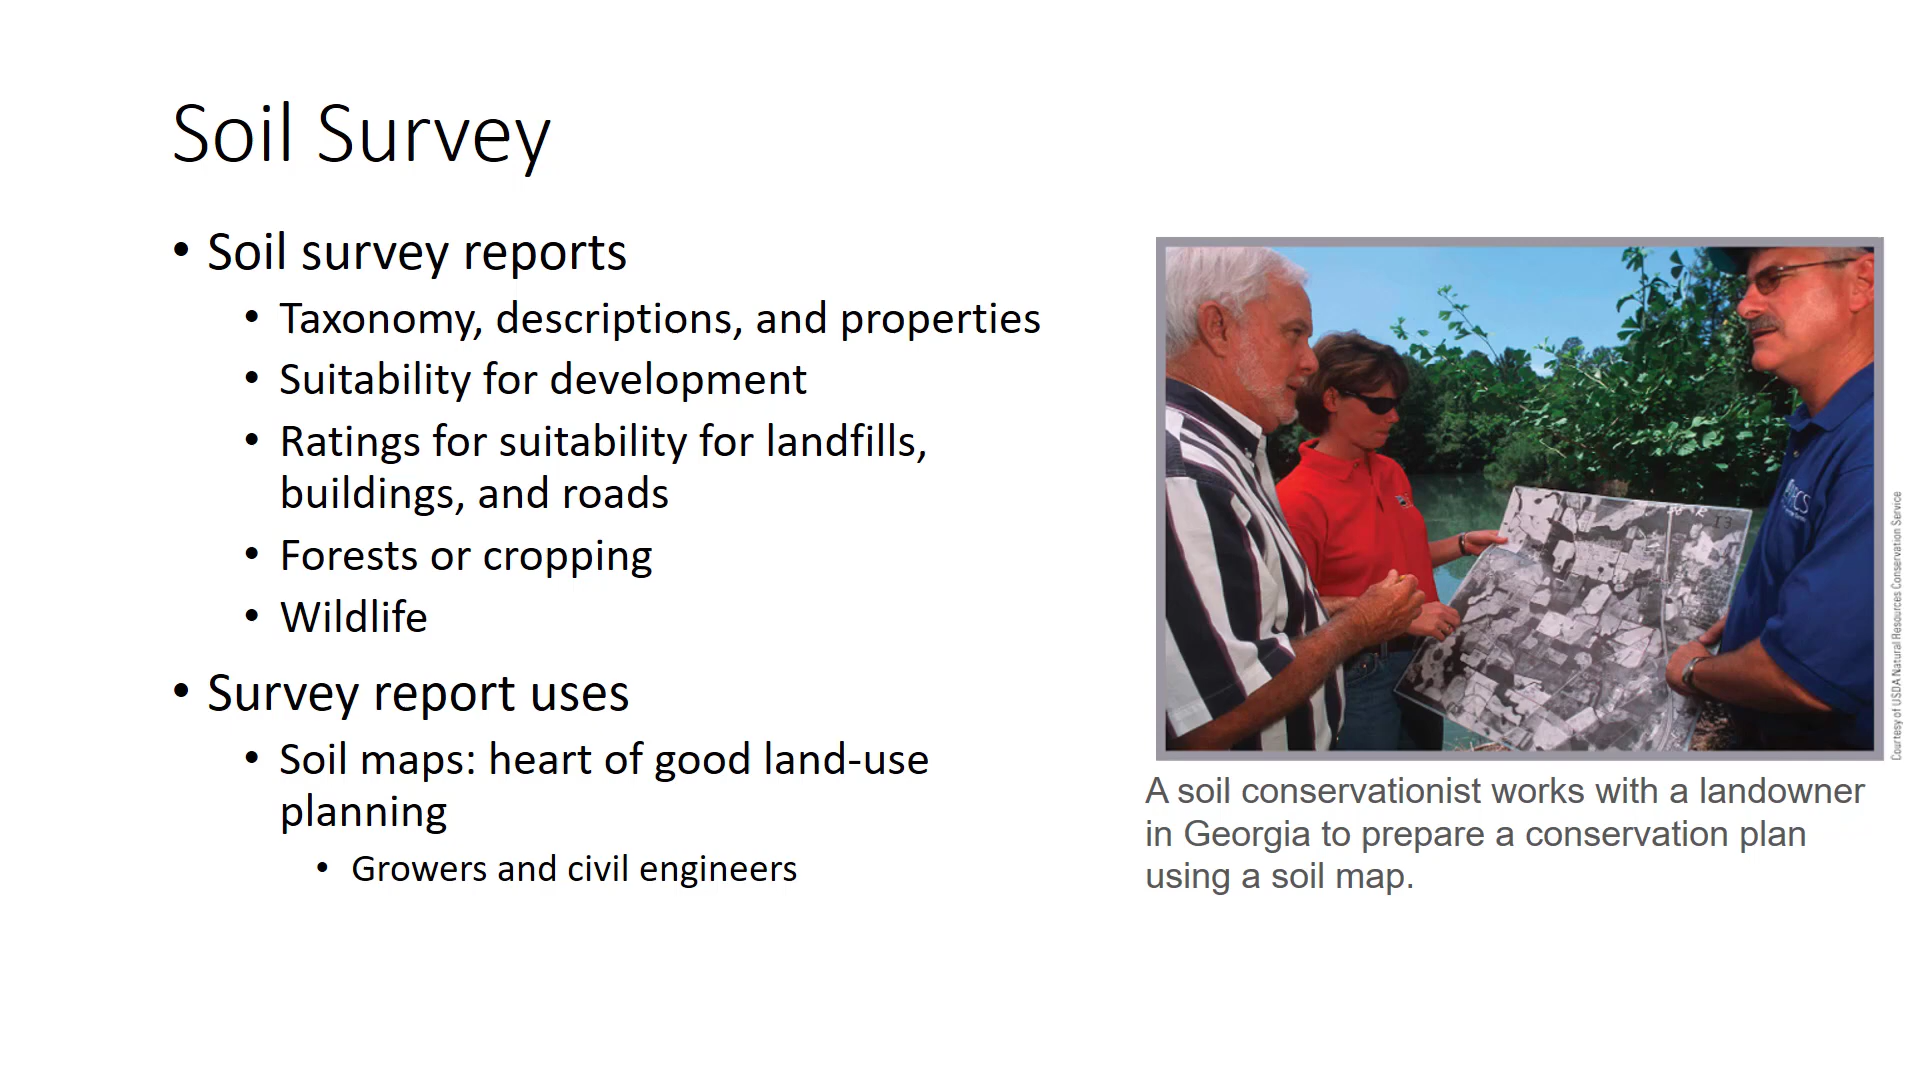 Soil Survey
• Soil survey reports
• Taxonomy, descriptions, and properties
• Suitability for development
• Ratings for suitability for landfills,
buildings, and roads
• Forests or cropping
• Wildlife
• Survey report uses
• Soil maps: heart of good land-use
planning
• Growers and civil engineers
13
Courtesy of USDA Natural Resources Conservation Service
A soil conservationist works with a landowner
in Georgia to prepare a conservation plan
using a soil map.